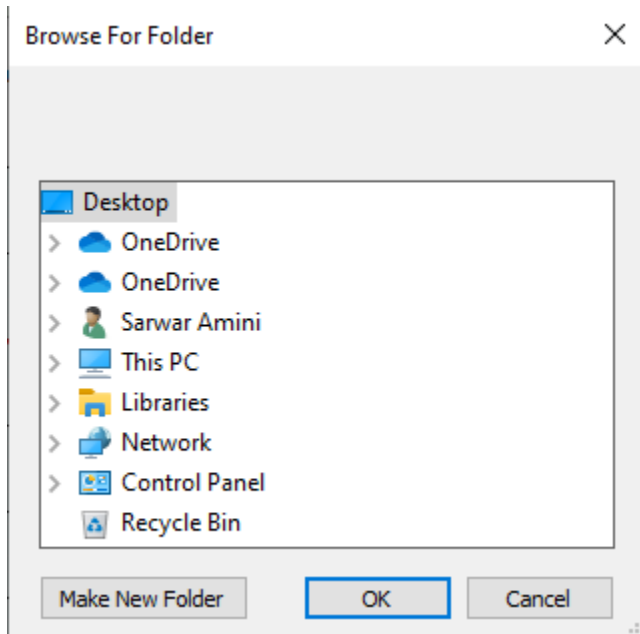 Browse For Folder
Desktop
OneDrive
OneDrive
Sarwar Amini
This PC
Libraries
Network
Control Panel
Recycle Bin
Make New Folder OK Cancel